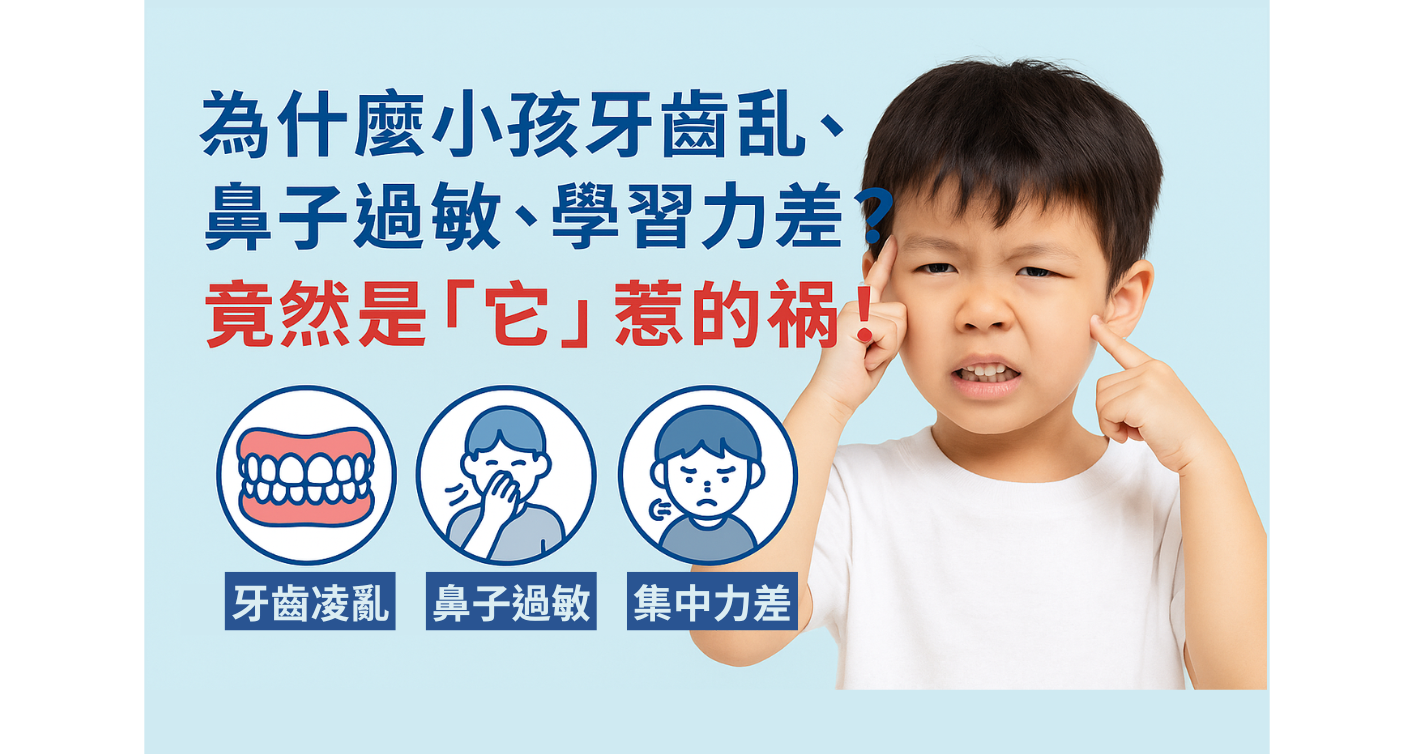 為什麼小孩牙齒乱、
鼻子過敏、學習力差?
竟然是「它」惹的祸!
牙齒凌亂
鼻子過敏
集中力差